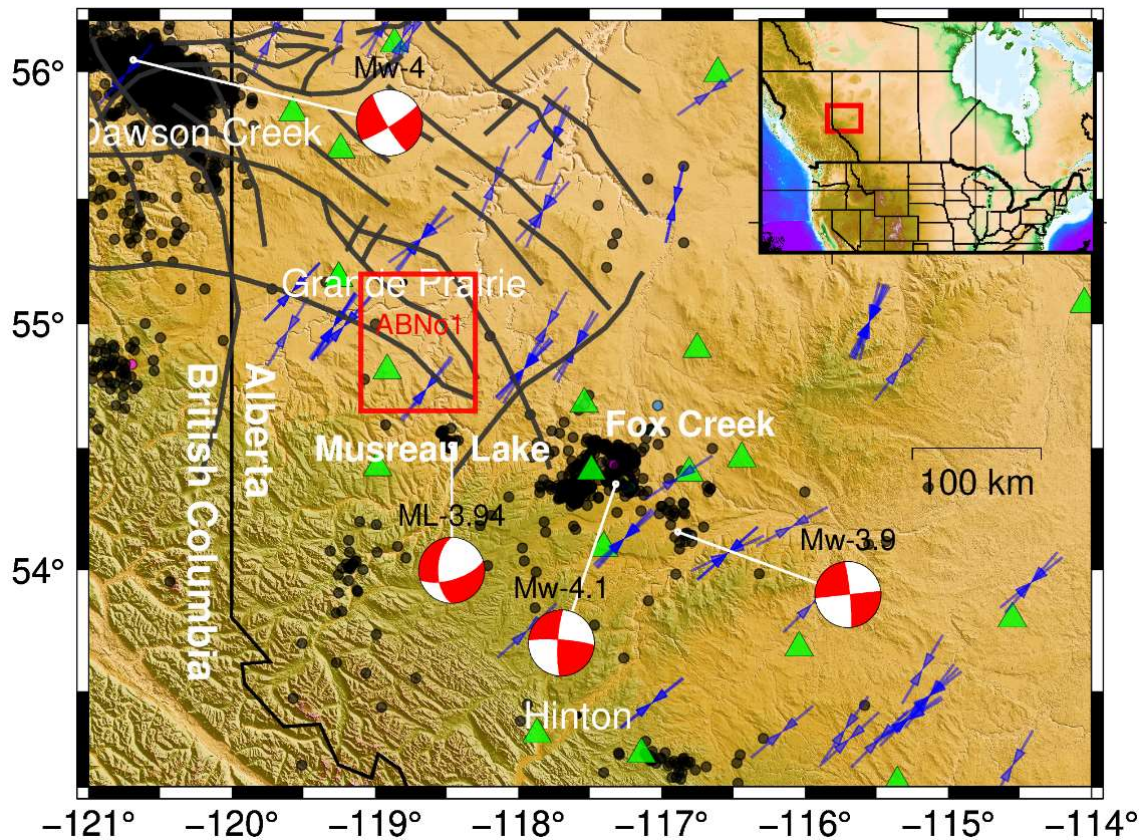 56°
55°
54°
Mw-4
Dawson Creek
Grande Prairie
ABNo1
Alberta
British Columbia
Musreau Lake
Fox Creek
100 km
ML-3.94
Mw-4.1
Mw-3.9
Hinton
−121° −120° −119° −118° −117° −116° −115° −114°